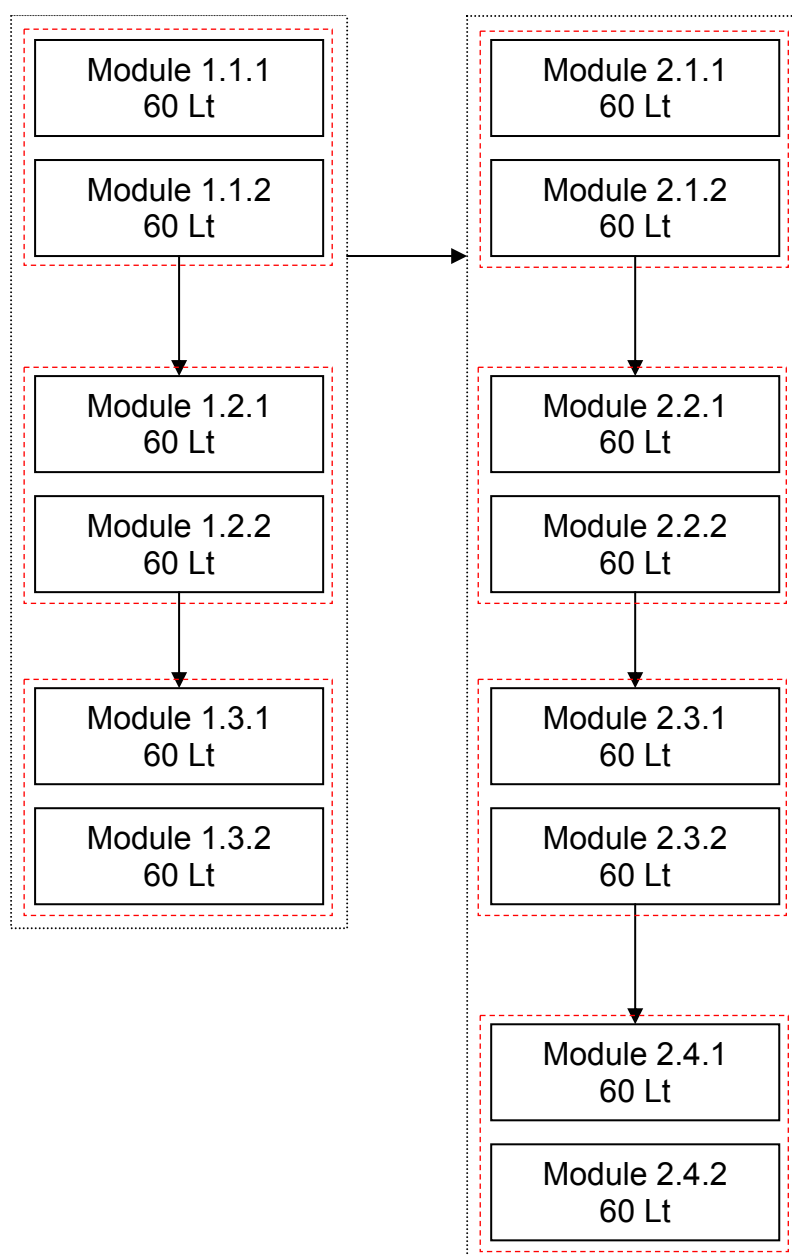 Module 1.1.1
60 Lt
Module 1.1.2
60 Lt
Module 1.2.1
60 Lt
Module 1.2.2
60 Lt
Module 1.3.1
60 Lt
Module 1.3.2
60 Lt
Module 2.1.1
60 Lt
Module 2.1.2
60 Lt
Module 2.2.1
60 Lt
Module 2.2.2
60 Lt
Module 2.3.1
60 Lt
Module 2.3.2
60 Lt
Module 2.4.1
60 Lt
Module 2.4.2
60 Lt